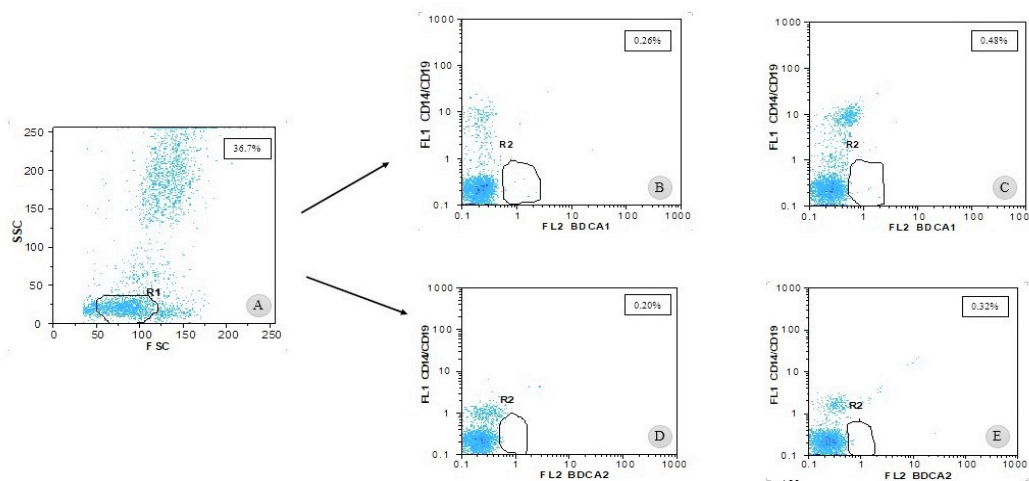 250
200
150
100
50
0
SSC
36.7%
R1
A
0 50 100 150 200 250
FSC
1000
100
10
1
0.1
FL1 CD14/CD19
0.26%
R2
B
0.1 1 10 100 1000
FL2 BDCA1
1000
100
10
1
0.1
FL1 CD14/CD19
0.48%
R2
C
0.1 1 10 100 1000
FL2 BDCA1
1000
100
10
1
0.1
FL1 CD14/CD19
0.20%
R2
D
0.1 1 10 100 1000
FL2 BDCA2
1000
100
10
1
0.1
FL1 CD14/CD19
0.32%
R2
E
0.1 1 10 100 1000
FL2 BDCA2